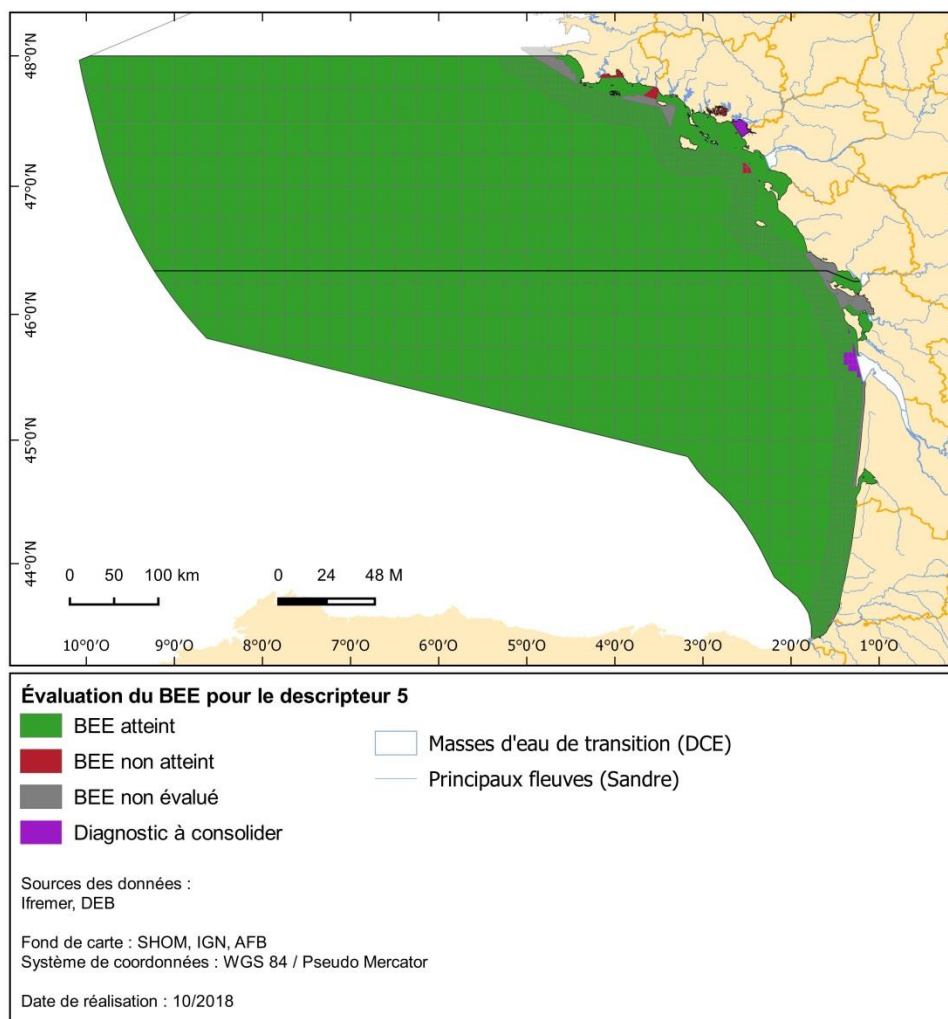 48°0'N
47°0'N
46°0'N
45°0'N
44°0'N
0 50 100 km
0 24 48 M
10°0'O 9°0'O 8°0'O 7°0'O 6°0'O 5°0'O 4°0'O 3°0'O 2°0'O 1°0'O
Évaluation du BEE pour le descripteur 5
BEE atteint
BEE non atteint
BEE non évalué
Diagnostic à consolider
Masses d'eau de transition (DCE)
Principaux fleuves (Sandre)
Sources des données :
Ifremer, DEB
Fond de carte : SHOM, IGN, AFB
Système de coordonnées : WGS 84 / Pseudo Mercator
Date de réalisation : 10/2018